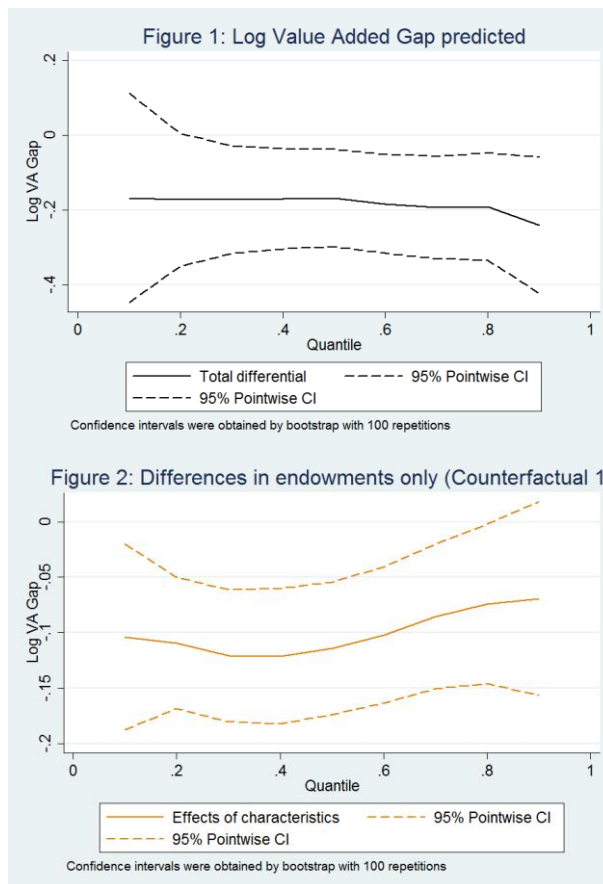 Figure 1: Log Value Added Gap predicted
.2
0
-.2
-.4
Log VA Gap
0 .2 .4 .6 .8 1
Quantile
Total differential 95% Pointwise CI
95% Pointwise CI
Confidence intervals were obtained by bootstrap with 100 repetitions
Figure 2: Differences in endowments only (Counterfactual 1
0
-.05
-.1
-.15
-.2
Log VA Gap
0 .2 .4 .6 .8 1
Quantile
Effects of characteristics 95% Pointwise CI
95% Pointwise CI
Confidence intervals were obtained by bootstrap with 100 repetitions